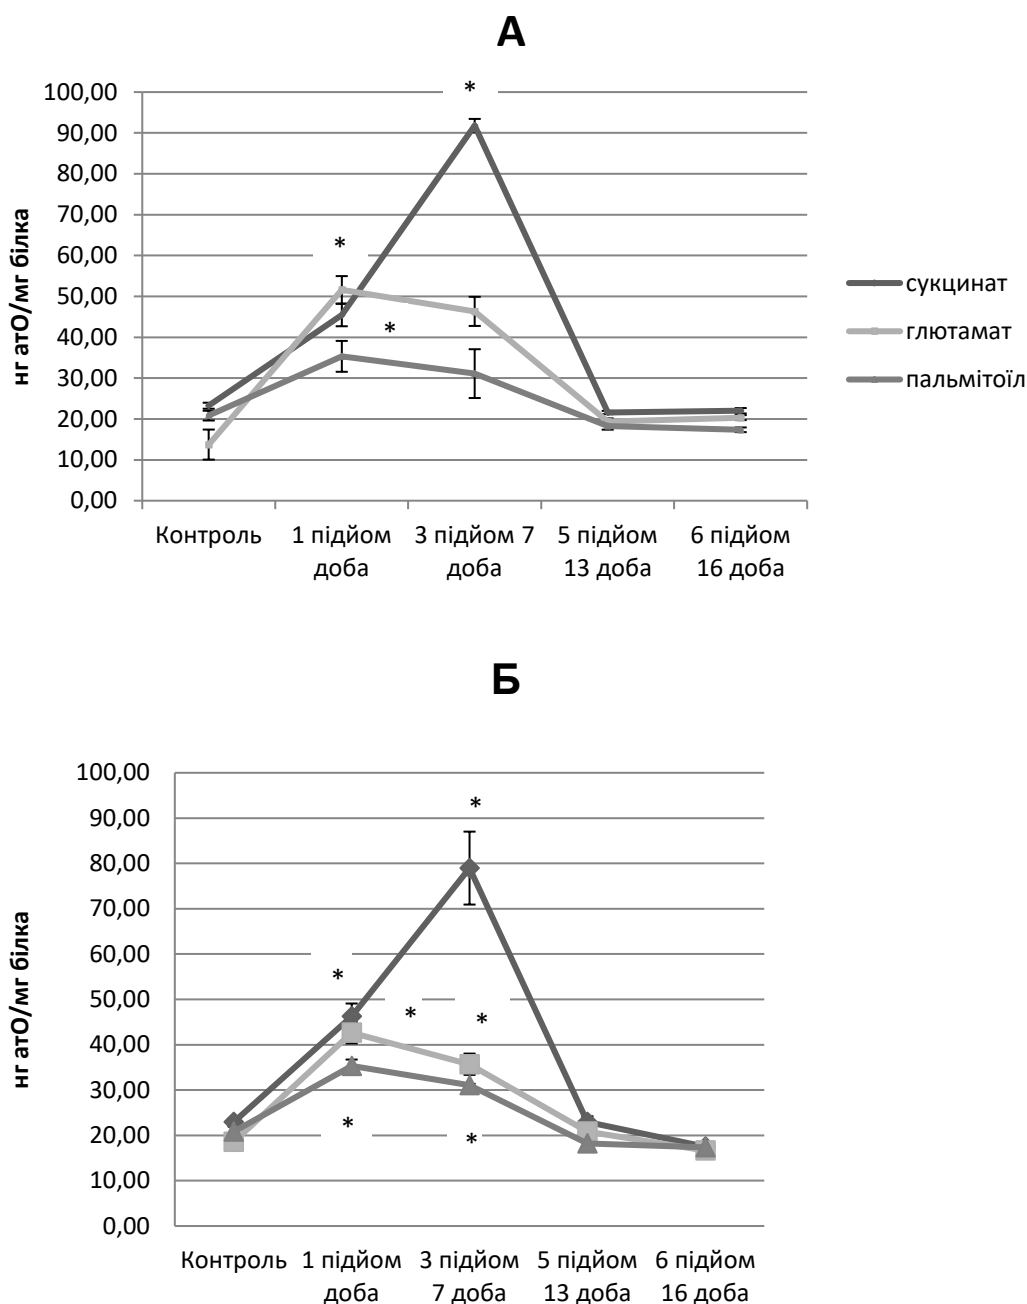 А
100,00
90,00
80,00
70,00
60,00
50,00
40,00
30,00
20,00
10,00
0,00
нг атО/мг білка
*
*
*
Контроль
1 підйом
доба
3 підйом 7
доба
5 підйом
13 доба
6 підйом
16 доба
сукцинат
глютамат
пальмітоїл
Б
100,00
90,00
80,00
70,00
60,00
50,00
40,00
30,00
20,00
10,00
0,00
нг атО/мг білка
*
*
*
*
*
*
Контроль
1 підйом
доба
3 підйом
7 доба
5 підйом
13 доба
6 підйом
16 доба